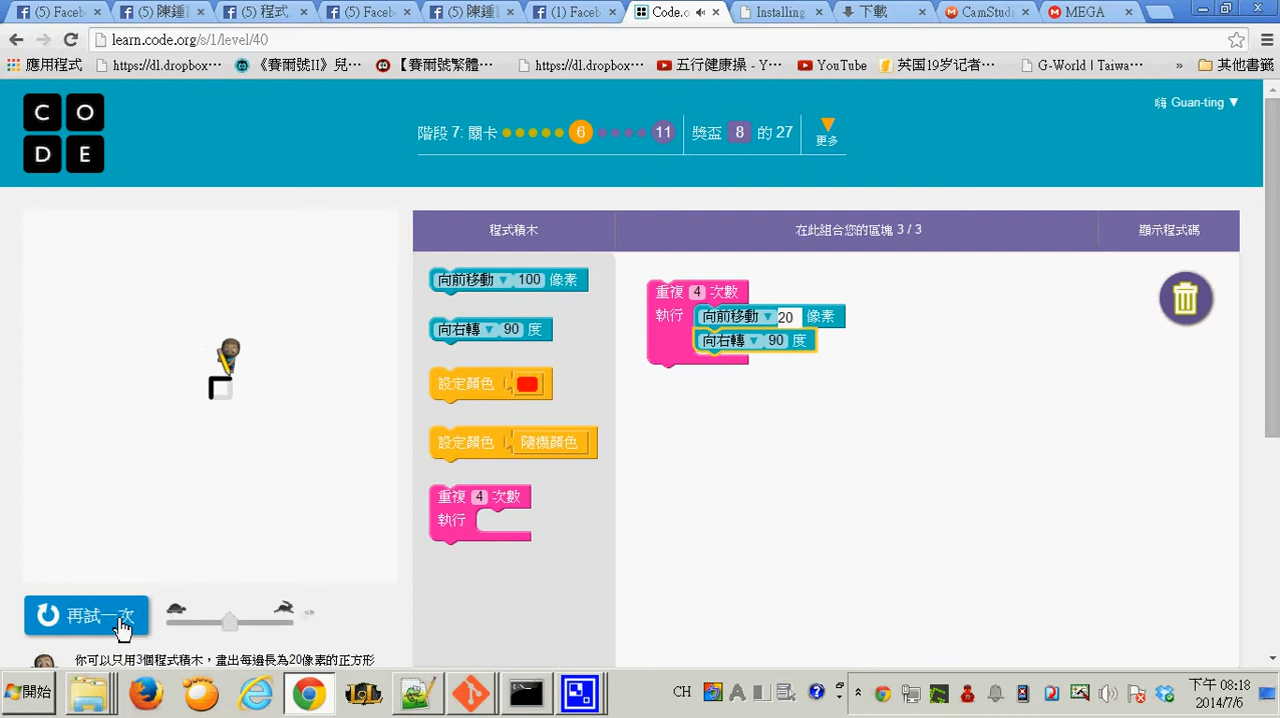 (5) Faceb
(5) 陳鍾
(5) 程式
(5) Faceb
(5) 陳鍾
(1) Faceb
Code.o
Installing
下載
CamStudi
MEGA
learn.code.org/s/1/level/40
應用程式
https://dl.dropbox…
《賽爾號II》兒…
【賽爾號繁體…
https://dl.dropbox…
五行健康操 - Y…
YouTube
英国19岁记者…
G-World | Taiwa…
»
其他書籤
嗨 Guan-ting ▼
C O
D E
階段 7: 關卡
6
11
獎盃 8 的 27
更多
程式積木
在此組合您的區塊 3 / 3
顯示程式碼
向前移動 ▼ 100 像素
向右轉 ▼ 90 度
設定顏色
設定顏色 隨機顏色
重複 4 次數
執行
重複 4 次數
執行 向前移動 ▼ 20 像素
向右轉 ▼ 90 度
再試一次
你可以只用3個程式積木，畫出每邊長為20像素的正方形
開始
CH
下午 08:18
2014/7/6